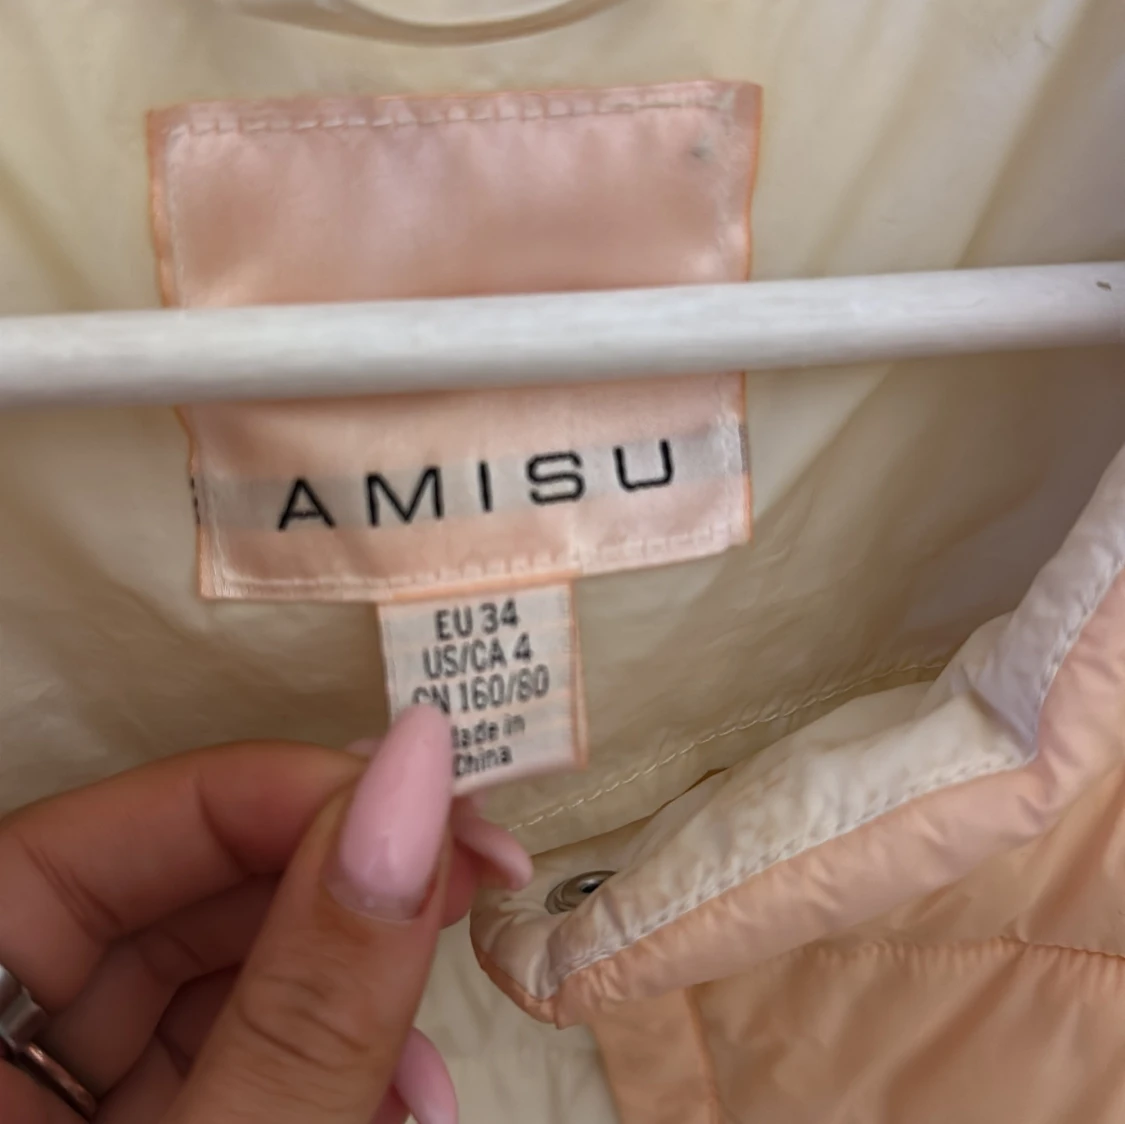 AMISU
EU 34
US/CA 4
CN 160/80
Made in
China